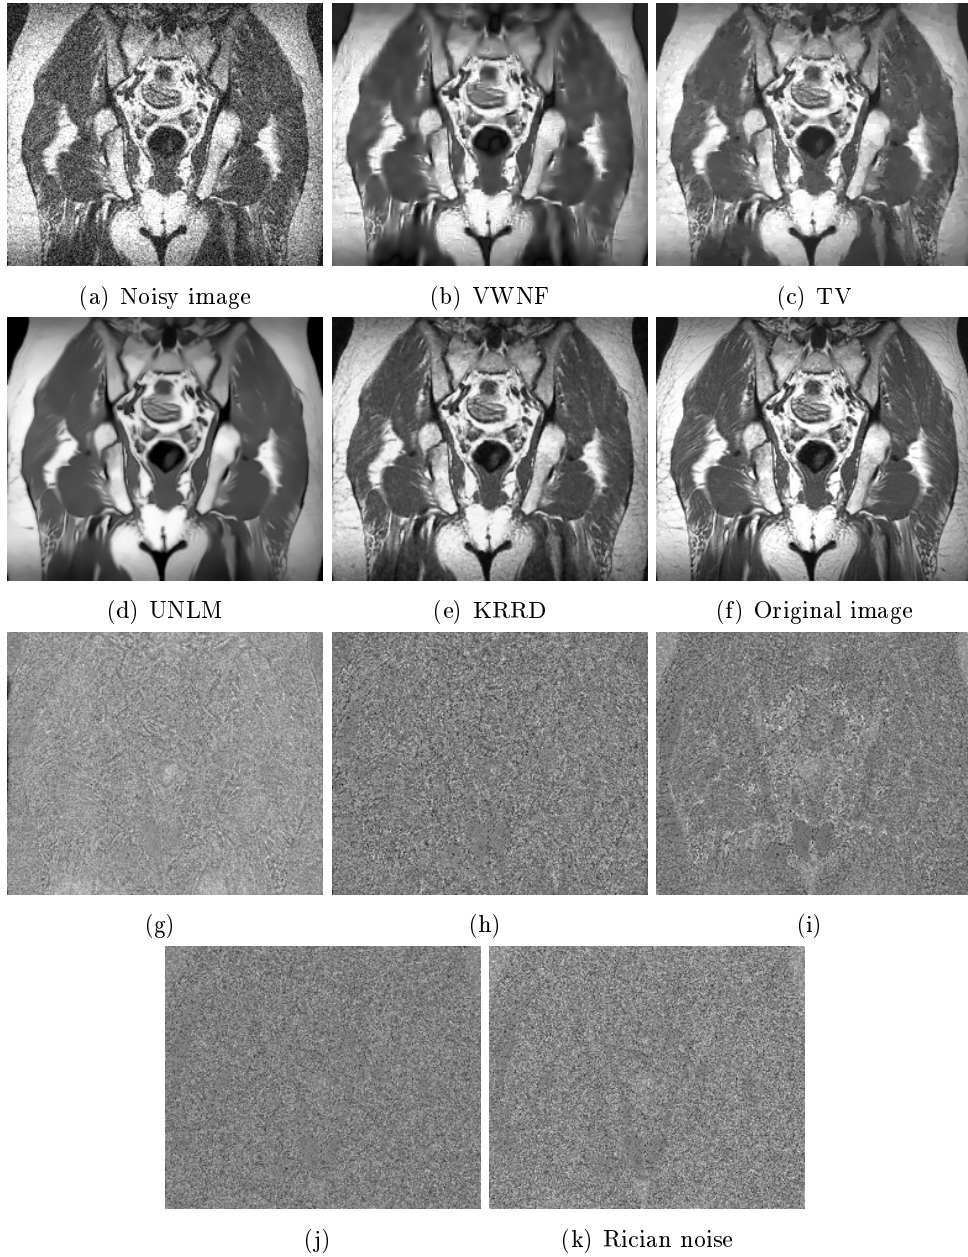 (a) Noisy image
(b) VWNF
(c) TV
(d) UNLM
(e) KRRD
(f) Original image
(g)
(h)
(i)
(j)
(k) Rician noise